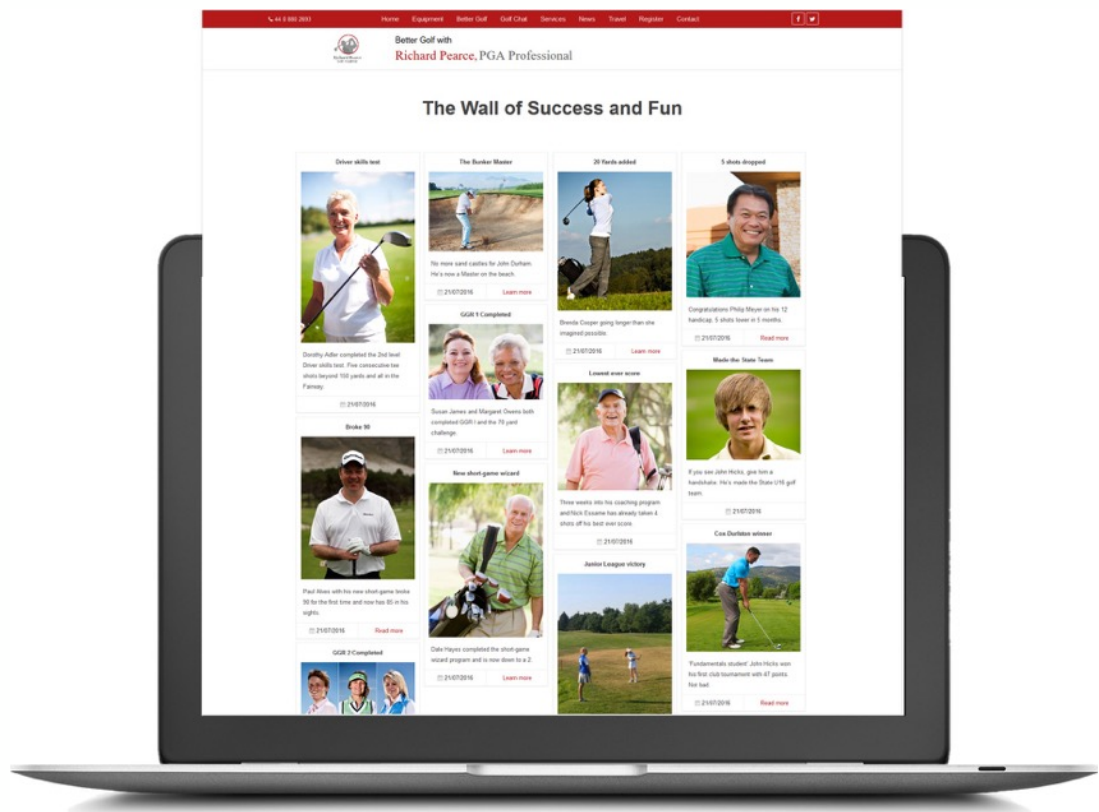 44 0 000 2693
Home Equipment Better Golf Golf Chat Services News Travel Register Contact
Better Golf with
Richard Pearce, PGA Professional
The Wall of Success and Fun
Driver skills test
Dorothy Adler completed the 2nd level
Driver skills test. Five consecutive tee
shots beyond 100 yards and all in the
Fairway.
21/07/2016
Broke 90
Paul Alves with his new short-game broke
90 for the first time and now has 85 in his
sights.
21/07/2016 Read more
GGR 2 Completed
The Bunker Master
No more sand castles for John Durham.
He's now a Master on the beach.
21/07/2016 Learn more
GGR 1 Completed
Susan James and Margaret Owens both
completed GGR I and the 70 yard
challenge.
21/07/2016 Learn more
New short-game wizard
Dale Hayes completed the short-game
wizard program and is now down to a 2.
21/07/2016 Learn more
20 Yards added
Brenda Cooper going longer than she
imagined possible.
21/07/2016 Learn more
Lowest ever score
Three weeks into his coaching program
and Nick Essame has already taken 4
shots off his best ever score.
21/07/2016
Junior League victory
5 shots dropped
Congratulations Philip Meyer on his 12
handicap. 5 shots lower in 5 months.
21/07/2016 Read more
Made the State Team
If you see John Hicks, give him a
handshake. He's made the State U16 golf
team.
21/07/2016
Cox Durlston winner
'Fundamentals student' John Hicks won
his first club tournament with 47 points.
Not bad.
21/07/2016 Read more